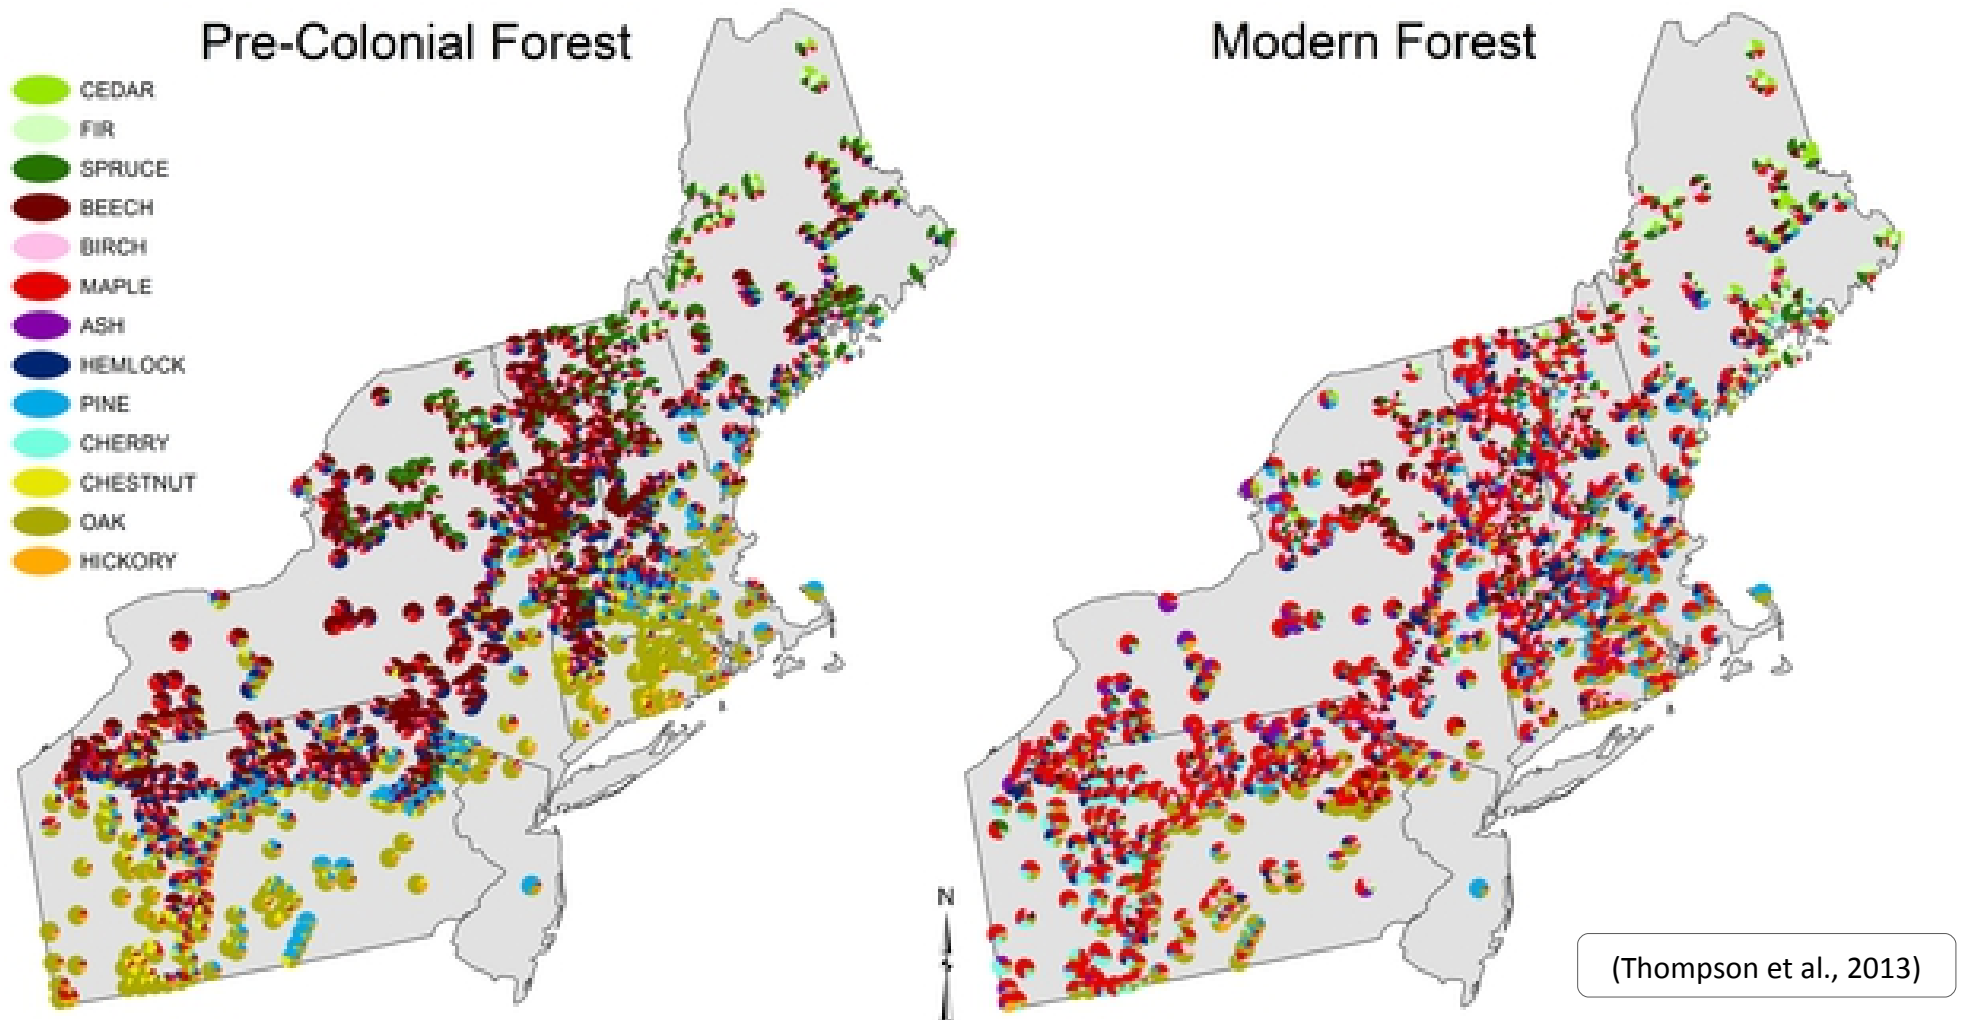 Pre-Colonial Forest
Modern Forest
CEDAR
FIR
SPRUCE
BEECH
BIRCH
MAPLE
ASH
HEMLOCK
PINE
CHERRY
CHESTNUT
OAK
HICKORY
N
(Thompson et al., 2013)